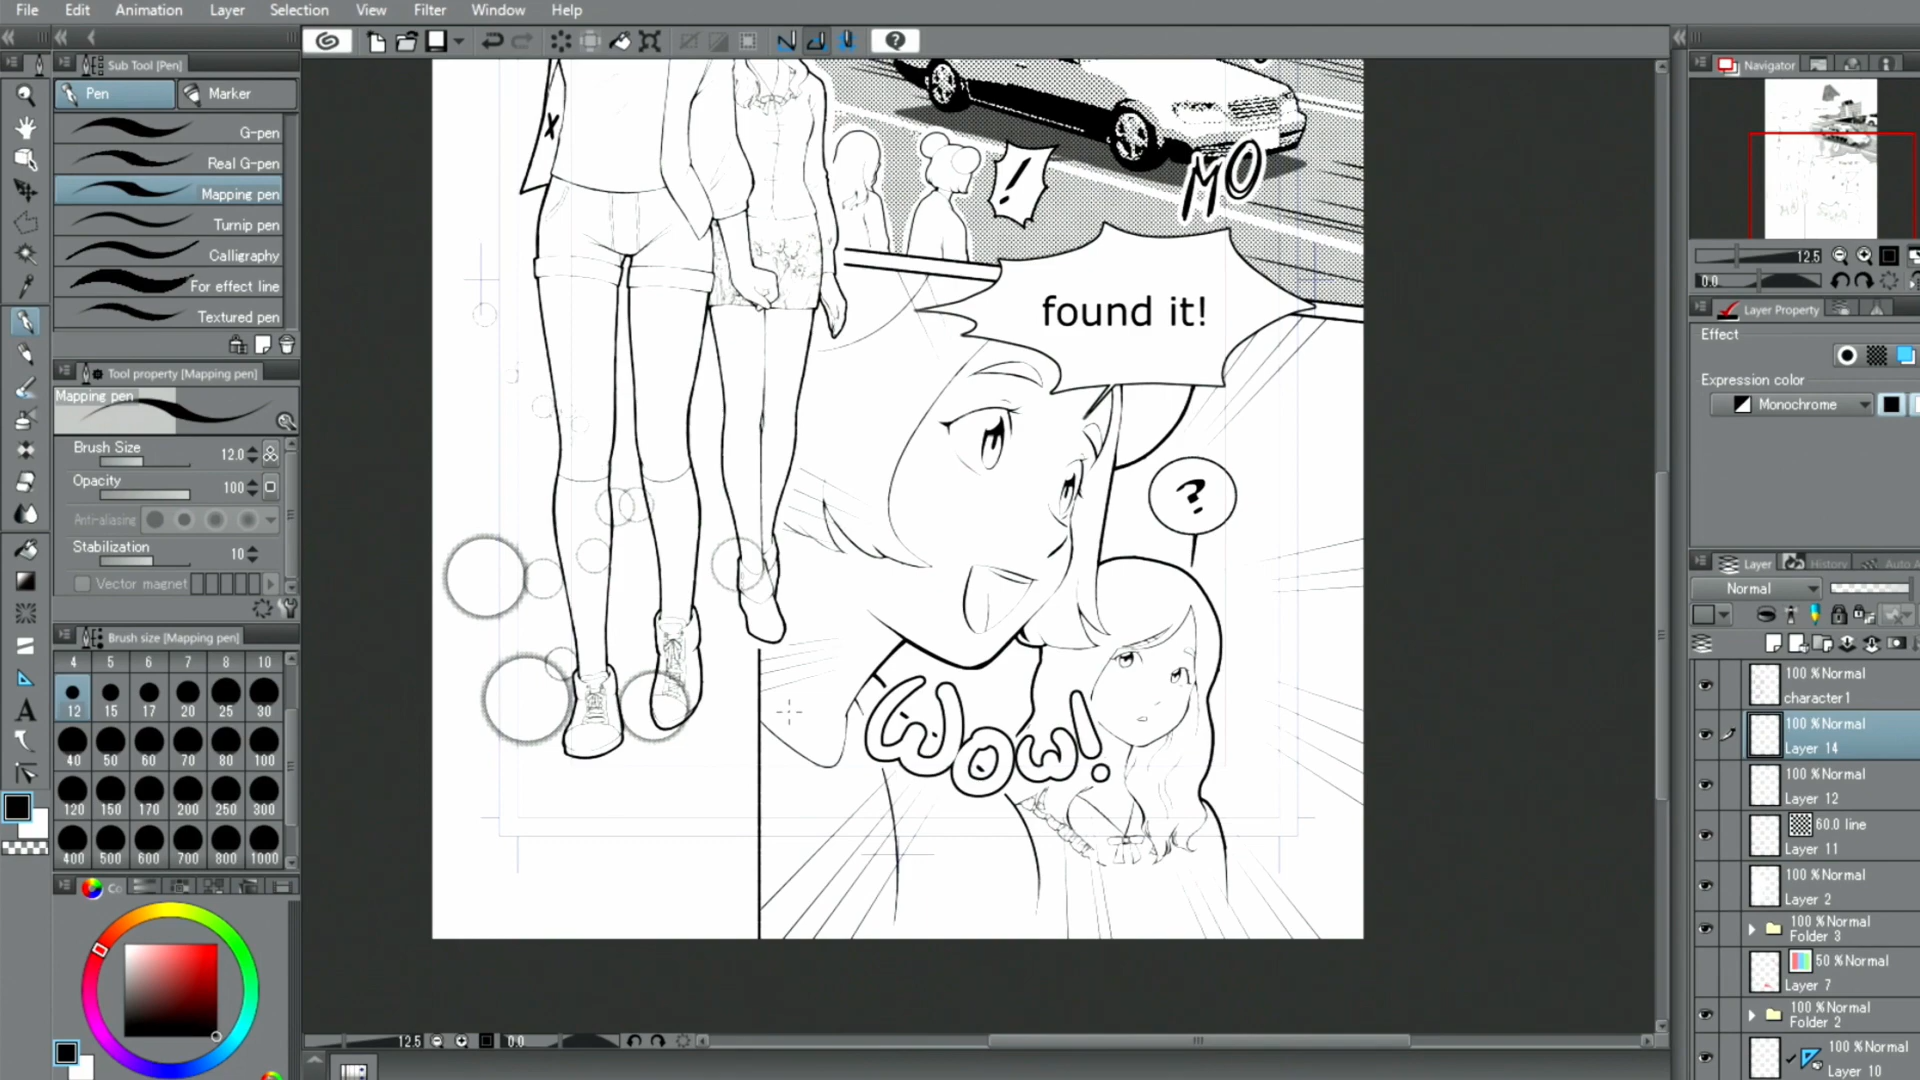 File Edit Animation Layer Selection View Filter Window Help
Sub Tool [Pen]
Pen Marker
G-pen
Real G-pen
Mapping pen
Turnip pen
Calligraphy
For effect line
Textured pen
Tool property [Mapping pen]
Mapping pen
Brush Size 12.0
Opacity 100
Anti-aliasing
Stabilization 10
Vector magnet
Brush size [Mapping pen]
4 5 6 7 8 10
12 15 17 20 25 30
40 50 60 70 80 100
120 150 170 200 250 300
400 500 600 700 800 1000
Co
!
MO
found it!
?
Wow!
12.5 0.0
Navigator
12.5
0.0
Layer Property
Effect
Expression color
Monochrome
Layer History Auto A
Normal
100 % Normal
character1
100 % Normal
Layer 14
100 % Normal
Layer 12
60.0 line
Layer 11
100 % Normal
Layer 2
100 % Normal
Folder 3
50 % Normal
Layer 7
100 % Normal
Folder 2
100 % Normal
Layer 10